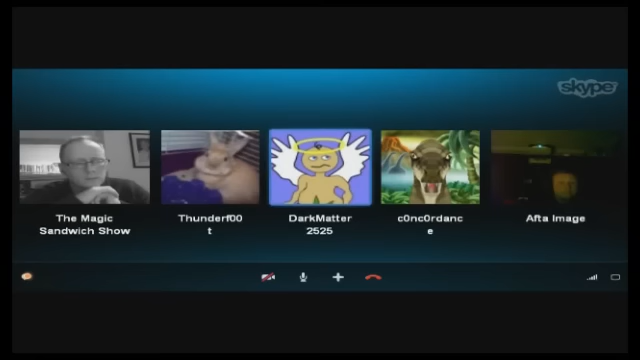 skype
The Magic
Sandwich Show
Thunderf00
t
DarkMatter
2525
c0nc0rdanc
e
Afta Image